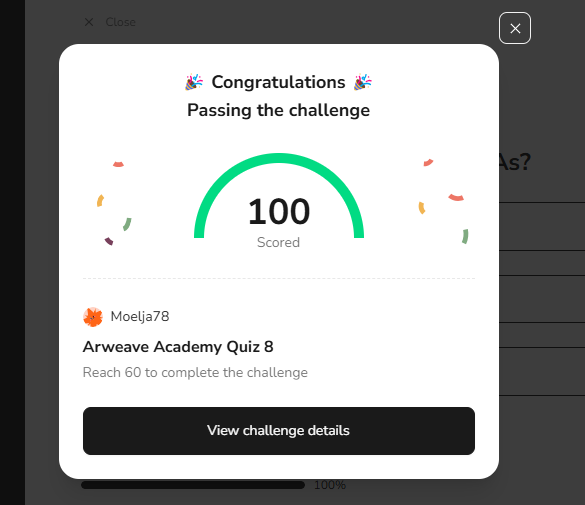 Close
Congratulations
Passing the challenge
As?
100
Scored
Moelja78
Arweave Academy Quiz 8
Reach 60 to complete the challenge
View challenge details
100%